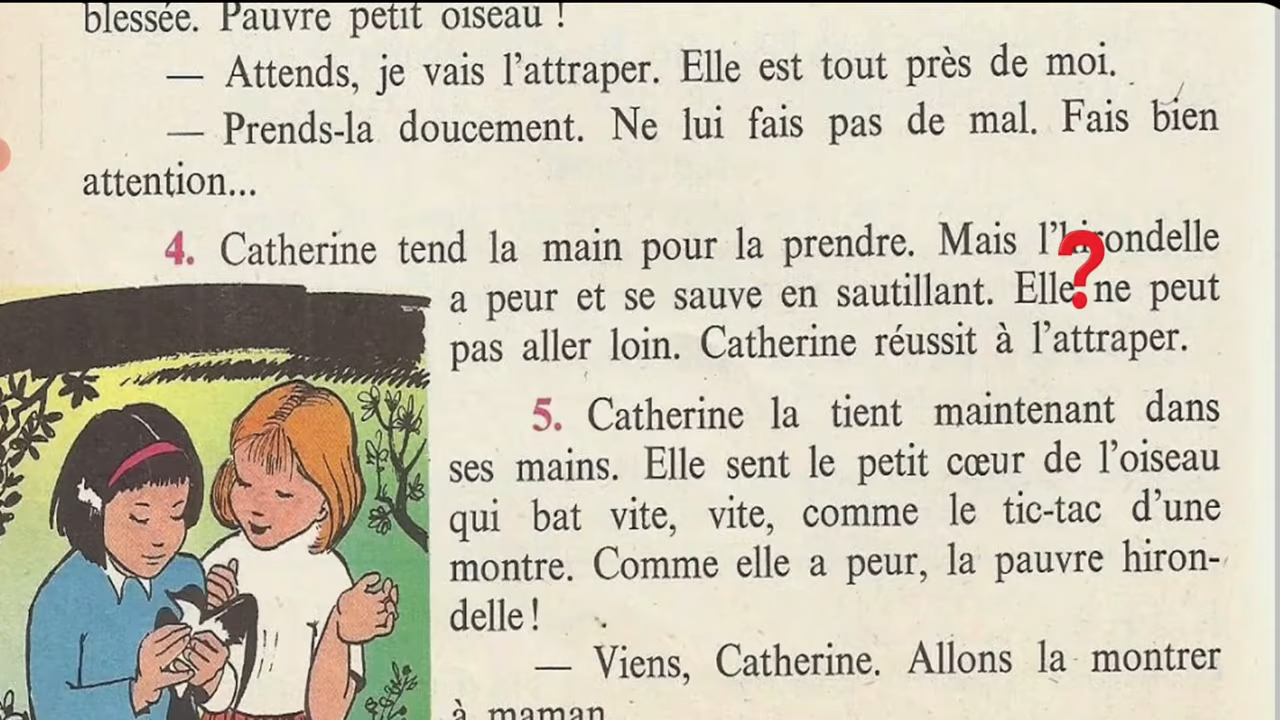 blessée. Pauvre petit oiseau !
— Attends, je vais l'attraper. Elle est tout près de moi.
— Prends-la doucement. Ne lui fais pas de mal. Fais bien
attention...
4. Catherine tend la main pour la prendre. Mais l'hirondelle
a peur et se sauve en sautillant. Elle ne peut
pas aller loin. Catherine réussit à l'attraper.
5. Catherine la tient maintenant dans
ses mains. Elle sent le petit cœur de l'oiseau
qui bat vite, vite, comme le tic-tac d'une
montre. Comme elle a peur, la pauvre hiron-
delle !
— Viens, Catherine. Allons la montrer
à maman
?